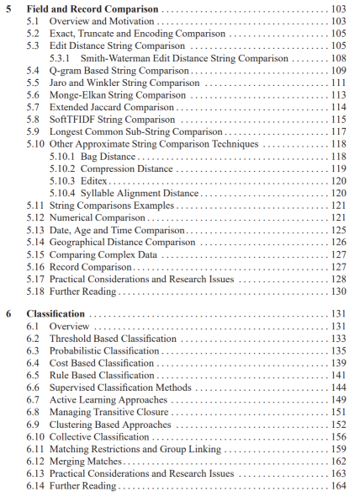 5 Field and Record Comparison . . . . . . . . . . . . . . . . . . . . . . . . . . . . . . . . . . 103
5.1 Overview and Motivation . . . . . . . . . . . . . . . . . . . . . . . . . . . . . . . . . 103
5.2 Exact, Truncate and Encoding Comparison . . . . . . . . . . . . . . . . . . 105
5.3 Edit Distance String Comparison . . . . . . . . . . . . . . . . . . . . . . . . . . 105
5.3.1 Smith-Waterman Edit Distance String Comparison . . . . . . . . 108
5.4 Q-gram Based String Comparison . . . . . . . . . . . . . . . . . . . . . . . . . . 109
5.5 Jaro and Winkler String Comparison . . . . . . . . . . . . . . . . . . . . . . . 111
5.6 Monge-Elkan String Comparison . . . . . . . . . . . . . . . . . . . . . . . . . . 113
5.7 Extended Jaccard Comparison . . . . . . . . . . . . . . . . . . . . . . . . . . . . . 114
5.8 SoftTFIDF String Comparison . . . . . . . . . . . . . . . . . . . . . . . . . . . . 115
5.9 Longest Common Sub-String Comparison . . . . . . . . . . . . . . . . . . . 117
5.10 Other Approximate String Comparison Techniques . . . . . . . . . . . . 118
5.10.1 Bag Distance . . . . . . . . . . . . . . . . . . . . . . . . . . . . . . . . . . . 118
5.10.2 Compression Distance . . . . . . . . . . . . . . . . . . . . . . . . . . . . 119
5.10.3 Editex . . . . . . . . . . . . . . . . . . . . . . . . . . . . . . . . . . . . . . . . 120
5.10.4 Syllable Alignment Distance . . . . . . . . . . . . . . . . . . . . . . . 120
5.11 String Comparisons Examples . . . . . . . . . . . . . . . . . . . . . . . . . . . . 121
5.12 Numerical Comparison . . . . . . . . . . . . . . . . . . . . . . . . . . . . . . . . . . 121
5.13 Date, Age and Time Comparison . . . . . . . . . . . . . . . . . . . . . . . . . . 125
5.14 Geographical Distance Comparison . . . . . . . . . . . . . . . . . . . . . . . 126
5.15 Comparing Complex Data . . . . . . . . . . . . . . . . . . . . . . . . . . . . . . . 127
5.16 Record Comparison . . . . . . . . . . . . . . . . . . . . . . . . . . . . . . . . . . . . 127
5.17 Practical Considerations and Research Issues . . . . . . . . . . . . . . . . 128
5.18 Further Reading . . . . . . . . . . . . . . . . . . . . . . . . . . . . . . . . . . . . . . . 130
6 Classification . . . . . . . . . . . . . . . . . . . . . . . . . . . . . . . . . . . . . . . . . . . . 131
6.1 Overview . . . . . . . . . . . . . . . . . . . . . . . . . . . . . . . . . . . . . . . . . . . . 131
6.2 Threshold Based Classification . . . . . . . . . . . . . . . . . . . . . . . . . . . . 133
6.3 Probabilistic Classification . . . . . . . . . . . . . . . . . . . . . . . . . . . . . . . 135
6.4 Cost Based Classification . . . . . . . . . . . . . . . . . . . . . . . . . . . . . . . . 139
6.5 Rule Based Classification . . . . . . . . . . . . . . . . . . . . . . . . . . . . . . . . 141
6.6 Supervised Classification Methods . . . . . . . . . . . . . . . . . . . . . . . . . 144
6.7 Active Learning Approaches . . . . . . . . . . . . . . . . . . . . . . . . . . . . . . 149
6.8 Managing Transitive Closure . . . . . . . . . . . . . . . . . . . . . . . . . . . . . . 151
6.9 Clustering Based Approaches . . . . . . . . . . . . . . . . . . . . . . . . . . . . . 152
6.10 Collective Classification . . . . . . . . . . . . . . . . . . . . . . . . . . . . . . . . . 156
6.11 Matching Restrictions and Group Linking . . . . . . . . . . . . . . . . . . . 159
6.12 Merging Matches . . . . . . . . . . . . . . . . . . . . . . . . . . . . . . . . . . . . . . 162
6.13 Practical Considerations and Research Issues . . . . . . . . . . . . . . . . 163
6.14 Further Reading . . . . . . . . . . . . . . . . . . . . . . . . . . . . . . . . . . . . . . . 164